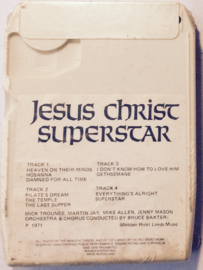 Jesus Christ
Superstar
TRACK 1
HEAVEN ON THEIR MINDS
HOSANNA
DAMNED FOR ALL TIME
TRACK 3
I DON'T KNOW HOW TO LOVE HIM
GETHSEMANE
TRACK 2
PILATE'S DREAM
THE TEMPLE
THE LAST SUPPER
TRACK 4
EVERYTHING'S ALRIGHT
SUPERSTAR
MICK TROUNCE, MARTIN JAY, MIKE ALLEN, JENNY MASON
ORCHESTRA & CHORUS CONDUCTED BY BRUCE BAXTER
P 1971